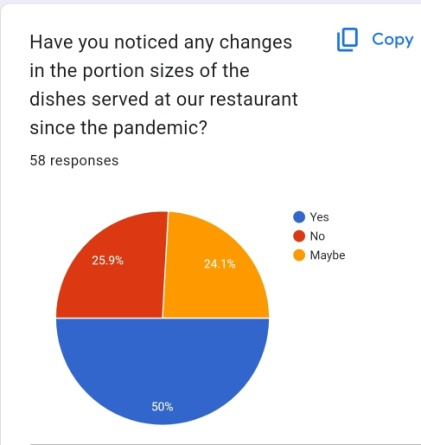 Have you noticed any changes
in the portion sizes of the
dishes served at our restaurant
since the pandemic?
Copy
58 responses
Yes
No
Maybe
25.9%
24.1%
50%